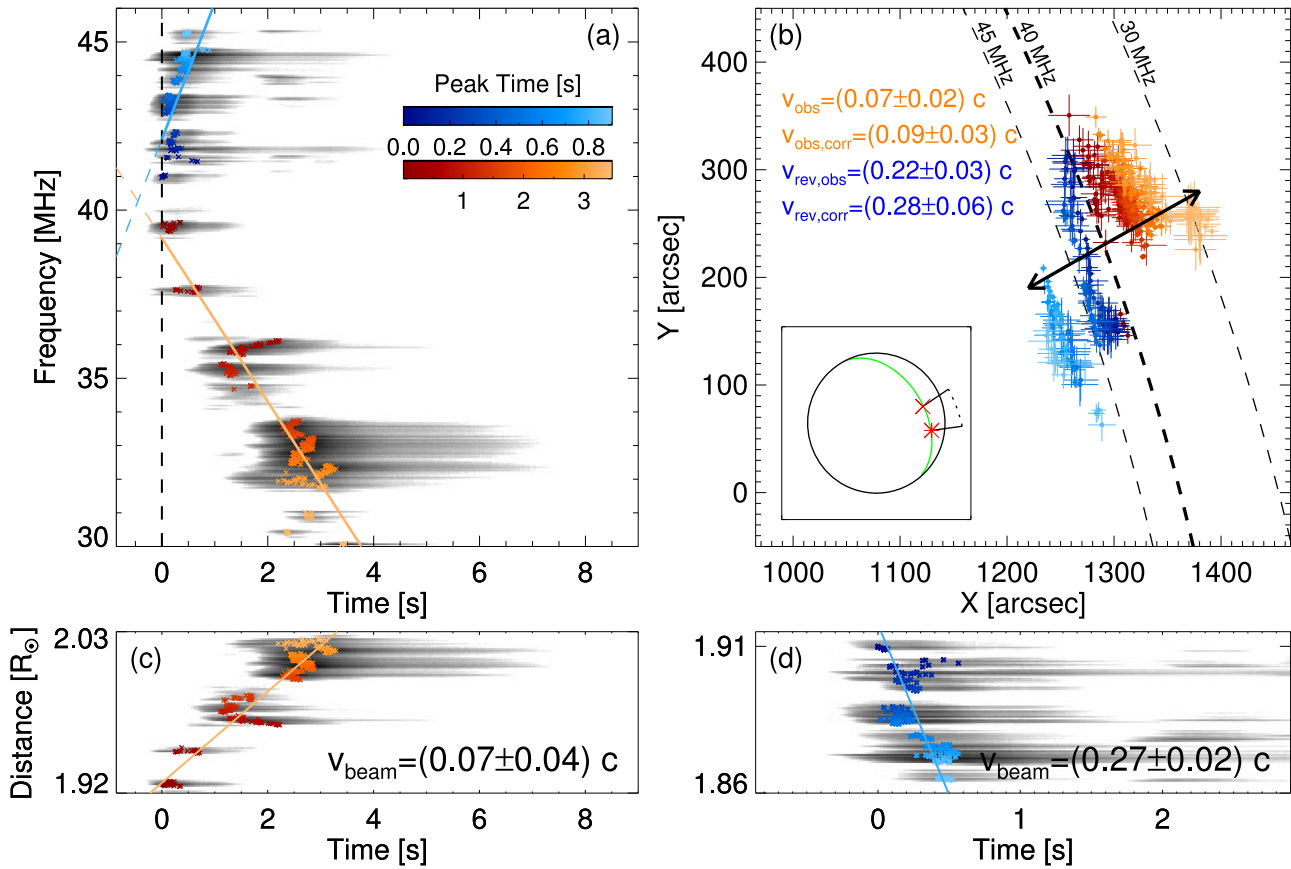 (a)
Peak Time [s]
0.0 0.2 0.4 0.6 0.8
1 2 3
Frequency [MHz]
45
40
35
30
0 2 4 6 8
Time [s]
(b)
45 MHz
40 MHz
30 MHz
v_obs=(0.07±0.02) c
v_obs,corr=(0.09±0.03) c
v_rev,obs=(0.22±0.03) c
v_rev,corr=(0.28±0.06) c
Y [arcsec]
400
300
200
100
0
1000 1100 1200 1300 1400
X [arcsec]
(c)
Distance [R☉]
2.03
1.92
v_beam=(0.07±0.04) c
0 2 4 6 8
Time [s]
(d)
1.91
1.86
v_beam=(0.27±0.02) c
0 1 2
Time [s]